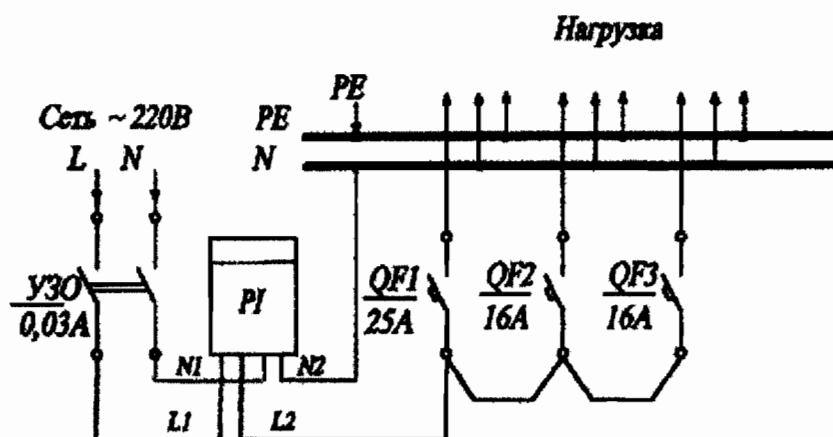 Нагрузка
PE
Сеть ~ 220В
PE
L N
N
УЗО
0,03А
PI
QF1
25А
QF2
16А
QF3
16А
N1
N2
L1
L2